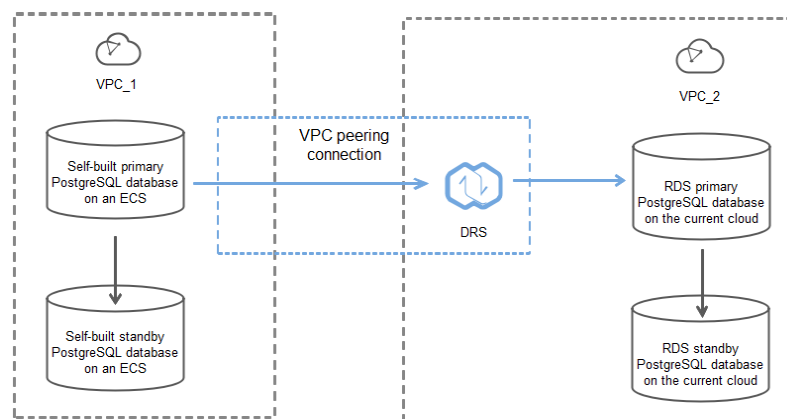 VPC_1
Self-built primary
PostgreSQL database
on an ECS
Self-built standby
PostgreSQL database
on an ECS
VPC peering
connection
DRS
VPC_2
RDS primary
PostgreSQL database
on the current cloud
RDS standby
PostgreSQL database
on the current cloud